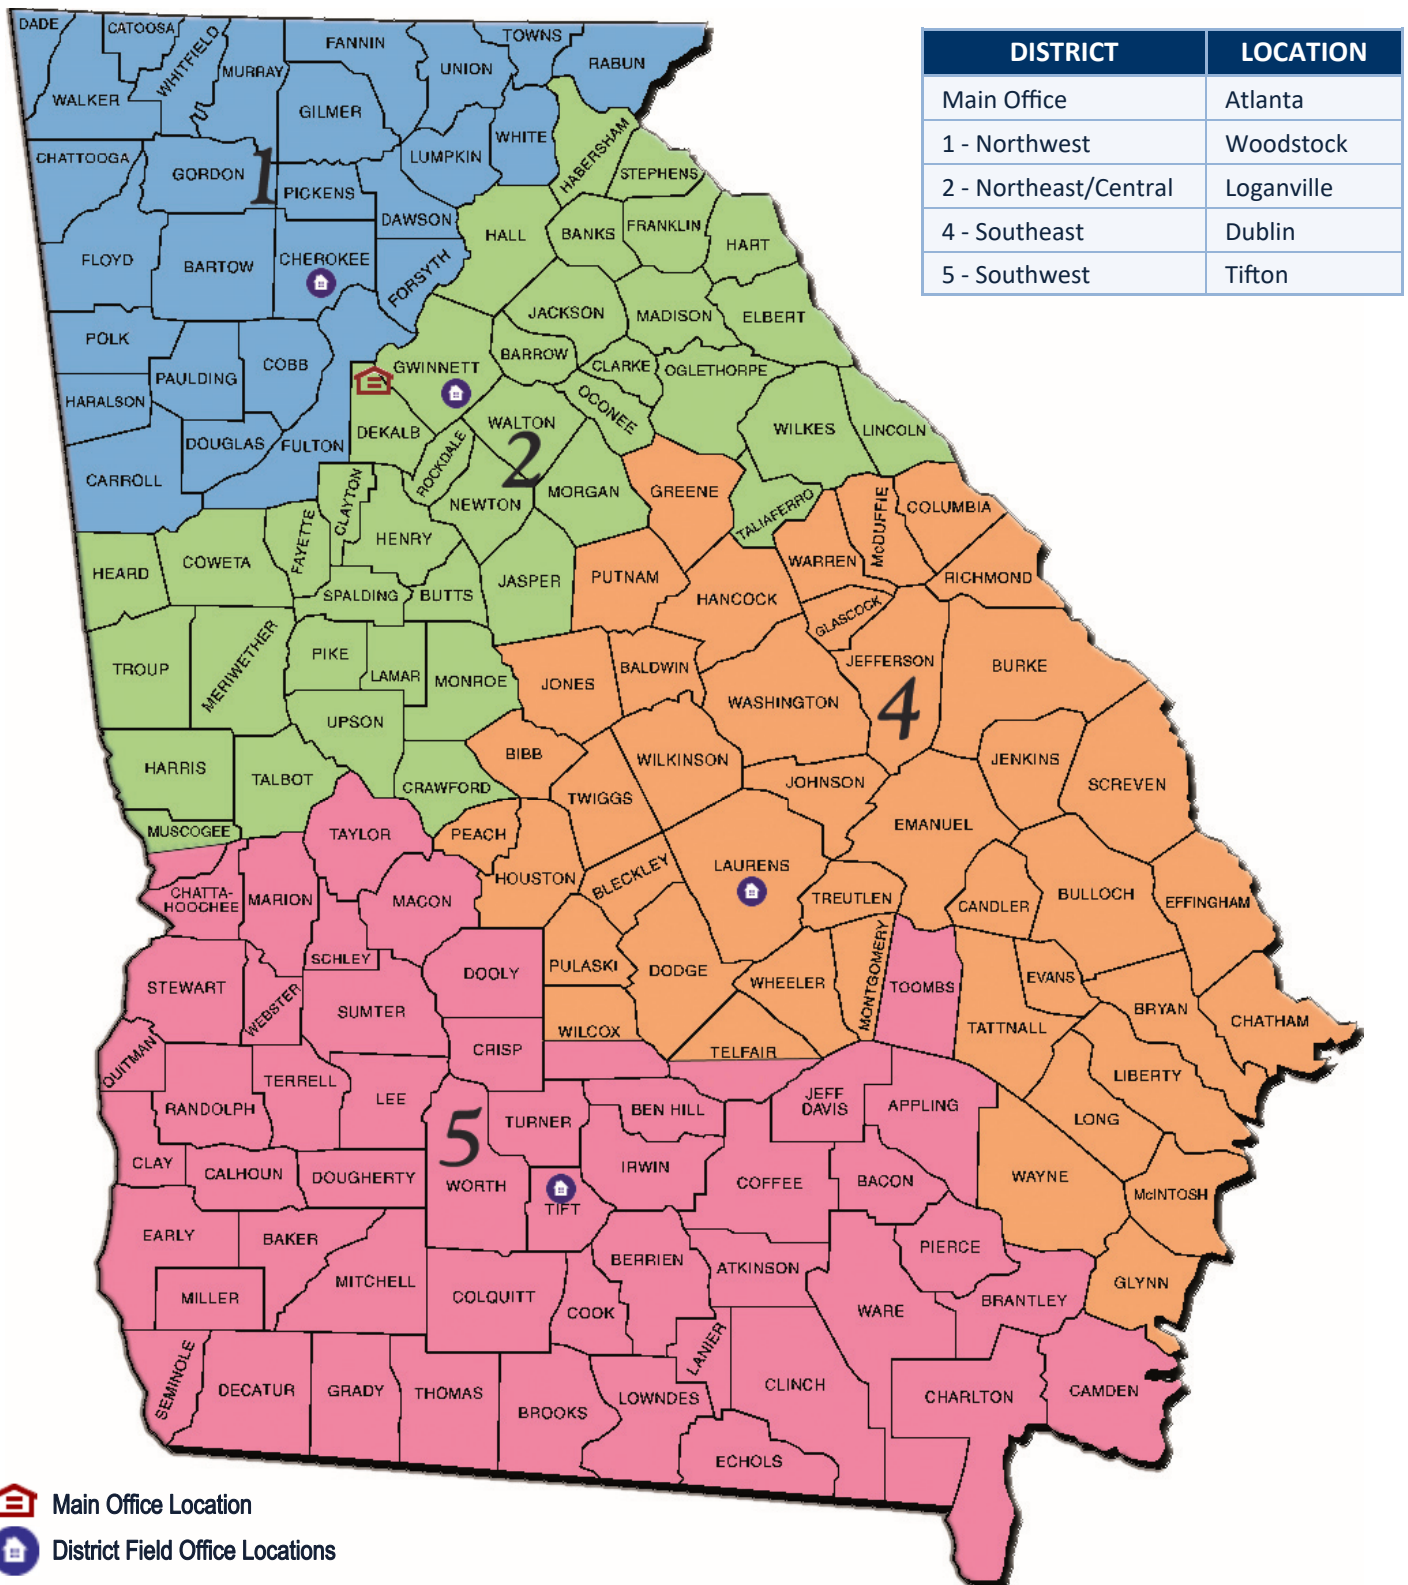 DADE
CATOOSA
WHITFIELD
MURRAY
FANNIN
UNION
TOWNS
RABUN
WALKER
GILMER
WHITE
HABERSHAM
CHATTOOGA
GORDON
1
PICKENS
LUMPKIN
STEPHENS
DAWSON
HALL
BANKS
FRANKLIN
HART
FLOYD
BARTOW
CHEROKEE
FORSYTH
JACKSON
MADISON
ELBERT
POLK
COBB
PAULDING
GWINNETT
BARROW
CLARKE
OGLETHORPE
HARALSON
OCONEE
DOUGLAS
FULTON
DEKALB
ROCKDALE
WALTON
2
WILKES
LINCOLN
CARROLL
CLAYTON
NEWTON
MORGAN
GREENE
TALIAFERRO
McDUFFIE
COLUMBIA
HEARD
COWETA
FAYETTE
HENRY
SPALDING
BUTTS
JASPER
PUTNAM
HANCOCK
WARREN
RICHMOND
GLASCOCK
TROUP
MERIWETHER
PIKE
LAMAR
MONROE
JONES
BALDWIN
WASHINGTON
JEFFERSON
4
BURKE
UPSON
HARRIS
TALBOT
CRAWFORD
BIBB
WILKINSON
TWIGGS
JOHNSON
JENKINS
SCREVEN
MUSCOGEE
TAYLOR
PEACH
EMANUEL
CHATTA-
HOOCHEE
MARION
MACON
HOUSTON
BLECKLEY
LAURENS
TREUTLEN
CANDLER
BULLOCH
EFFINGHAM
SCHLEY
DOOLY
PULASKI
DODGE
WHEELER
MONTGOMERY
TOOMBS
EVANS
BRYAN
CHATHAM
STEWART
WEBSTER
SUMTER
WILCOX
TELFAIR
TATTNALL
QUITMAN
CRISP
TERRELL
RANDOLPH
LEE
5
TURNER
BEN HILL
JEFF
DAVIS
APPLING
LIBERTY
LONG
CLAY
CALHOUN
DOUGHERTY
WORTH
TIFT
IRWIN
COFFEE
BACON
WAYNE
McINTOSH
EARLY
BAKER
MITCHELL
BERRIEN
ATKINSON
PIERCE
MILLER
COLQUITT
COOK
WARE
BRANTLEY
GLYNN
SEMINOLE
DECATUR
GRADY
THOMAS
BROOKS
LOWNDES
LANIER
CLINCH
CHARLTON
CAMDEN
ECHOLS
DISTRICT LOCATION
Main Office Atlanta
1 - Northwest Woodstock
2 - Northeast/Central Loganville
4 - Southeast Dublin
5 - Southwest Tifton
Main Office Location
District Field Office Locations